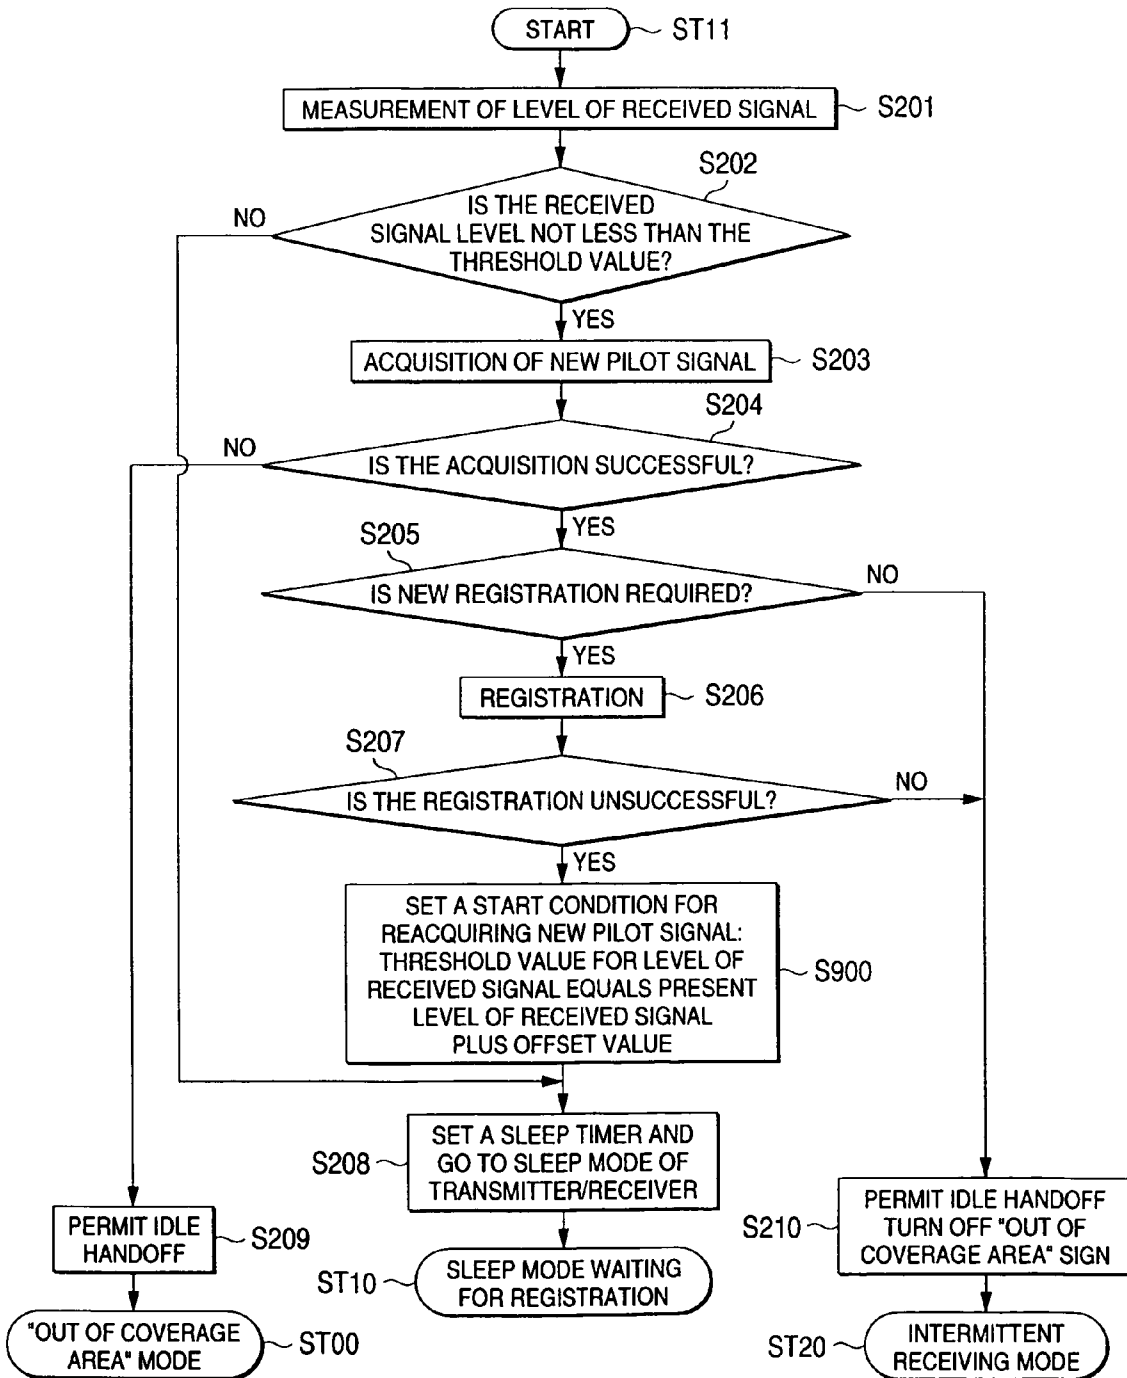 START
ST11
MEASUREMENT OF LEVEL OF RECEIVED SIGNAL
S201
S202
IS THE RECEIVED
SIGNAL LEVEL NOT LESS THAN THE
THRESHOLD VALUE?
NO
YES
ACQUISITION OF NEW PILOT SIGNAL
S203
S204
NO
IS THE ACQUISITION SUCCESSFUL?
YES
S205
IS NEW REGISTRATION REQUIRED?
NO
YES
REGISTRATION
S206
S207
IS THE REGISTRATION UNSUCCESSFUL?
NO
YES
SET A START CONDITION FOR
REACQUIRING NEW PILOT SIGNAL:
THRESHOLD VALUE FOR LEVEL OF
RECEIVED SIGNAL EQUALS PRESENT
LEVEL OF RECEIVED SIGNAL
PLUS OFFSET VALUE
S900
S208
SET A SLEEP TIMER AND
GO TO SLEEP MODE OF
TRANSMITTER/RECEIVER
PERMIT IDLE
HANDOFF
S209
S210
PERMIT IDLE HANDOFF
TURN OFF "OUT OF
COVERAGE AREA" SIGN
ST10
SLEEP MODE WAITING
FOR REGISTRATION
"OUT OF COVERAGE
AREA" MODE
ST00
ST20
INTERMITTENT
RECEIVING MODE